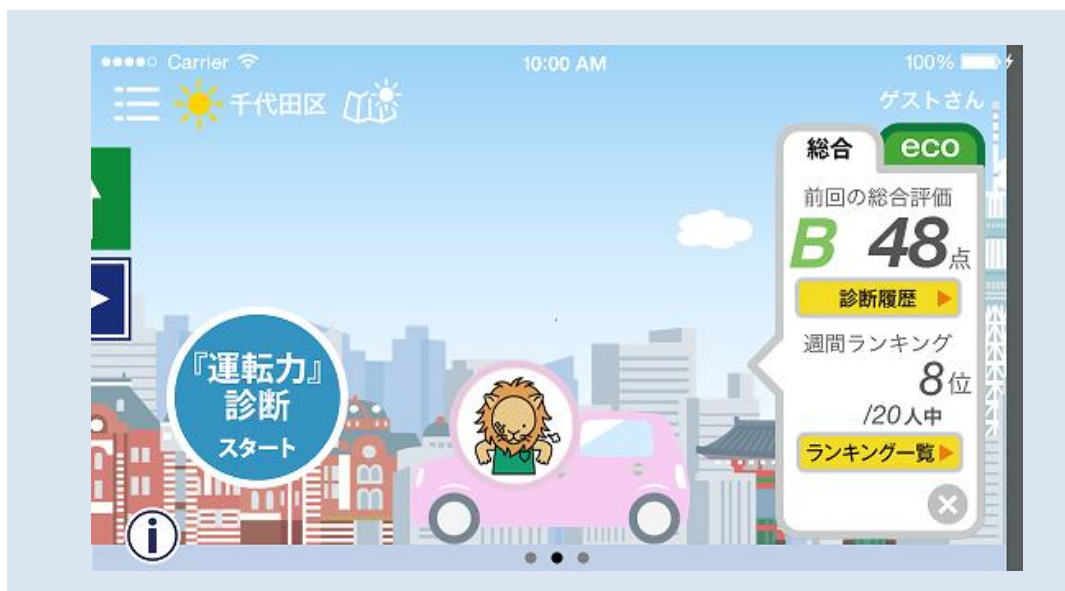 Carrier
10:00 AM
100%
千代田区
ゲストさん
総合
eco
前回の総合評価
B 48点
診断履歴
週間ランキング
8位
/20人中
ランキング一覧
『運転力』
診断
スタート
i